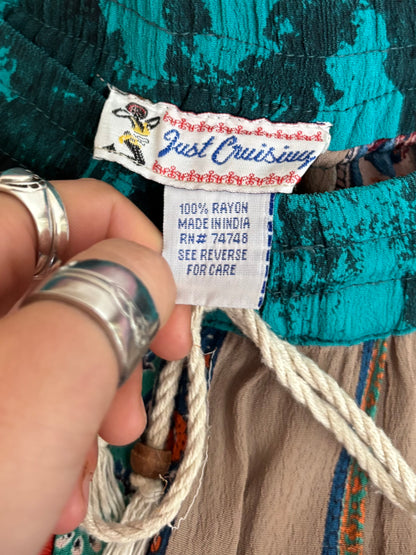 Just Cruising
100% RAYON
MADE IN INDIA
RN# 74748
SEE REVERSE
FOR CARE